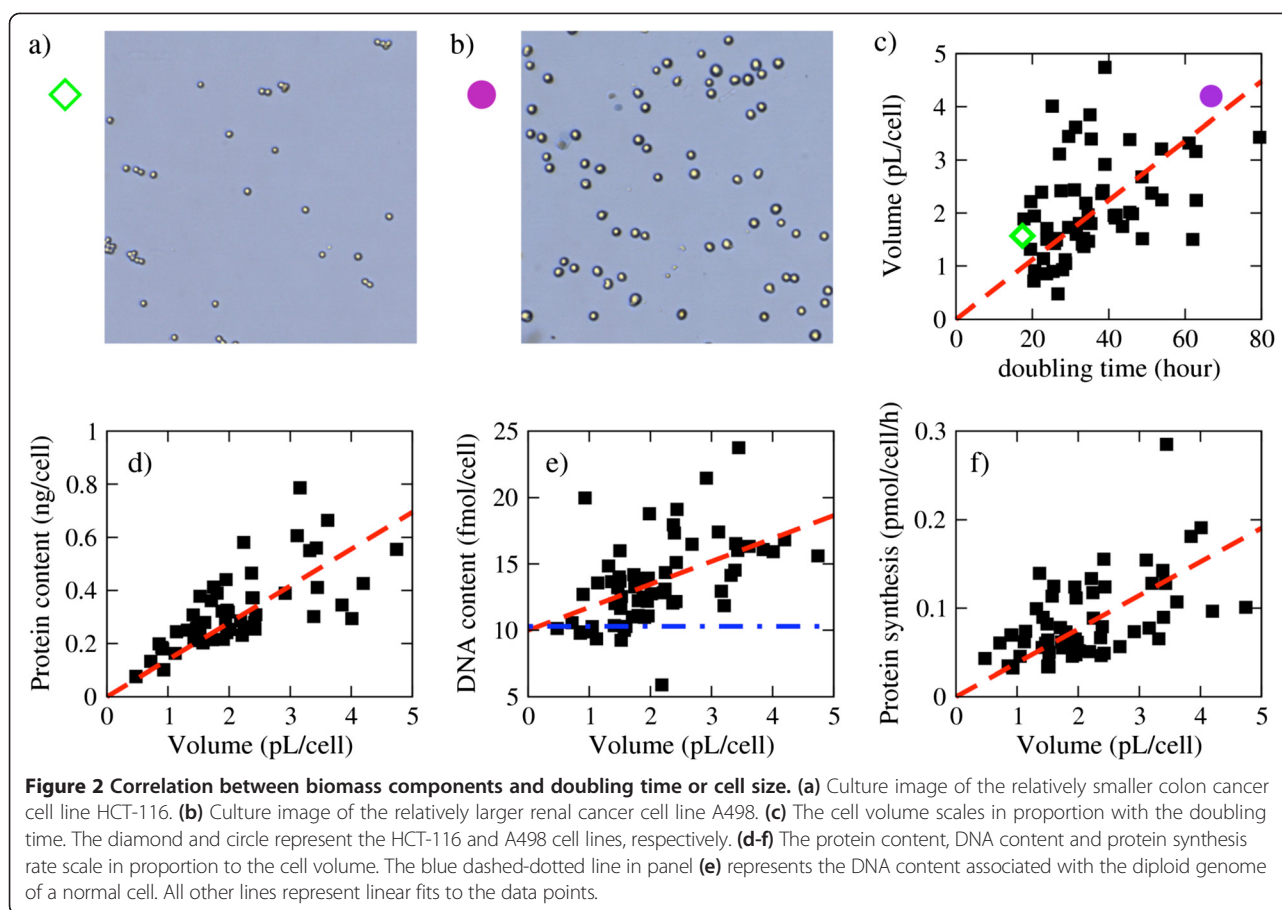 a)
b)
c)
5
4
3
2
1
0
Volume (pL/cell)
0 20 40 60 80
doubling time (hour)
d)
1
0.8
0.6
0.4
0.2
0
Protein content (ng/cell)
0 1 2 3 4 5
Volume (pL/cell)
e)
25
20
15
10
5
DNA content (fmol/cell)
0 1 2 3 4 5
Volume (pL/cell)
f)
0.3
0.2
0.1
0
Protein synthesis (pmol/cell/h)
0 1 2 3 4 5
Volume (pL/cell)
Figure 2 Correlation between biomass components and doubling time or cell size. (a) Culture image of the relatively smaller colon cancer
cell line HCT-116. (b) Culture image of the relatively larger renal cancer cell line A498. (c) The cell volume scales in proportion with the doubling
time. The diamond and circle represent the HCT-116 and A498 cell lines, respectively. (d-f) The protein content, DNA content and protein synthesis
rate scale in proportion to the cell volume. The blue dashed-dotted line in panel (e) represents the DNA content associated with the diploid genome
of a normal cell. All other lines represent linear fits to the data points.